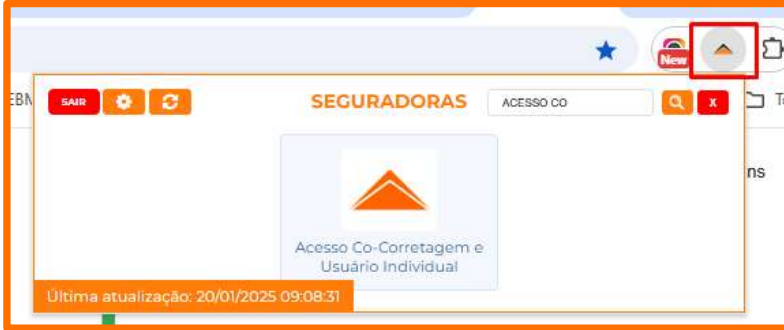 New
EBN
SAIR
SEGURADORAS
ACESSO CO
X
T
ns
Acesso Co-Corretagem e
Usuário Individual
Última atualização: 20/01/2025 09:08:31